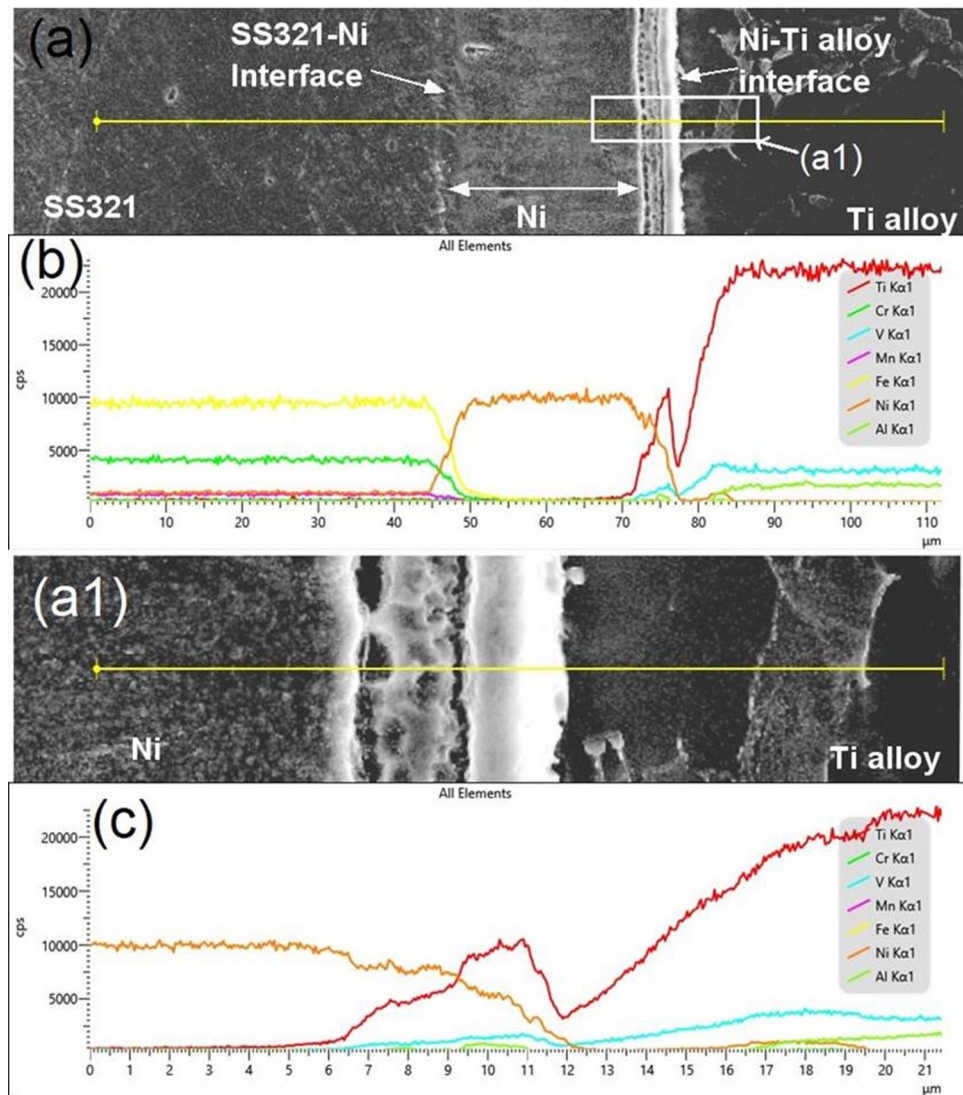 (a)
SS321-Ni
Interface
Ni-Ti alloy
interface
(a1)
SS321
Ni
Ti alloy
(b)
All Elements
20000
15000
10000
5000
cps
Ti Kα1
Cr Kα1
V Kα1
Mn Kα1
Fe Kα1
Ni Kα1
Al Kα1
0 10 20 30 40 50 60 70 80 90 100 110
µm
(a1)
Ni
Ti alloy
All Elements
(c)
20000
15000
10000
5000
cps
Ti Kα1
Cr Kα1
V Kα1
Mn Kα1
Fe Kα1
Ni Kα1
Al Kα1
0 1 2 3 4 5 6 7 8 9 10 11 12 13 14 15 16 17 18 19 20 21
µm